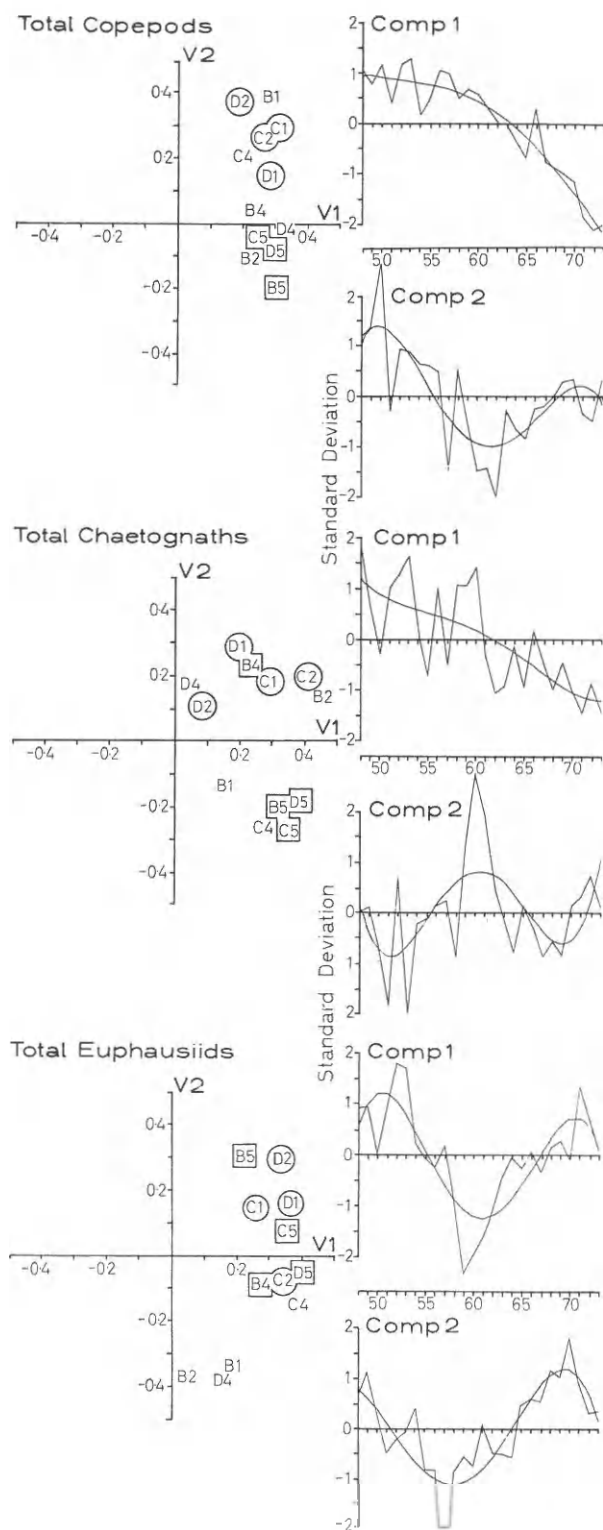 Total Copepods
V2
0·4
D2
B1
C1
C2
0·2
C4
D1
B4
V1
-0·4
-0·2
C5
D4
0·4
D5
B2
-0·2
B5
-0·4
Comp 1
2
1
0
-1
-2
50 55 60 65 70
Comp 2
2
1
0
-1
-2
Standard Deviation
Total Chaetognaths
V2
0·4
D1
0·2
B4
D4
C1
C2
B2
D2
V1
-0·4
-0·2
0·2
0·4
B1
-0·2
B5
D5
C4
C5
-0·4
Comp 1
2
1
0
-1
-2
50 55 60 65 70
Comp 2
2
1
0
-1
2
Standard Deviation
Total Euphausiids
V2
0·4
B5
D2
0·2
C1
D1
C5
V1
-0·4
-0·2
0·2
B4
C2
D5
C4
B2
B1
D4
-0·4
Comp1
2
1
0
-1
-2
50 55 60 65 70
Comp 2
2
1
0
-1
-2